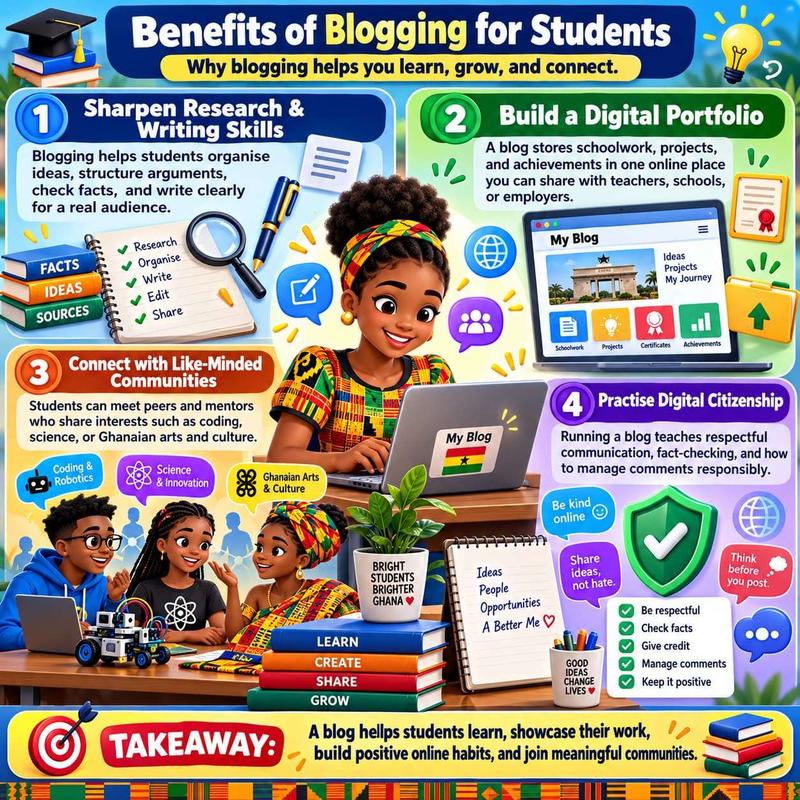 Benefits of Blogging for Students
Why blogging helps you learn, grow, and connect.
1
Sharpen Research &
Writing Skills
Blogging helps students organise
ideas, structure arguments,
check facts, and write clearly
for a real audience.
FACTS
IDEAS
SOURCES
Research
Organise
Write
Edit
Share
2
Build a Digital Portfolio
A blog stores schoolwork, projects,
and achievements in one online place
you can share with teachers, schools,
or employers.
My Blog
Ideas
Projects
My Journey
Schoolwork
Projects
Certificates
Achievements
My Blog
3
Connect with Like-Minded
Communities
Students can meet peers and mentors
who share interests such as coding,
science, or Ghanaian arts and culture.
Coding &
Robotics
Science
& Innovation
Ghanaian Arts
& Culture
BRIGHT
STUDENTS
BRIGHTER
GHANA
LEARN
CREATE
SHARE
GROW
Ideas
People
Opportunities
A Better Me
GOOD
IDEAS
CHANGE
LIVES
4
Practise Digital Citizenship
Running a blog teaches respectful
communication, fact-checking, and how
to manage comments responsibly.
Be kind
online
Share
ideas,
not hate.
Think
before
you post.
Be respectful
Check facts
Give credit
Manage comments
Keep it positive
TAKEAWAY:
A blog helps students learn, showcase their work,
build positive online habits, and join meaningful communities.